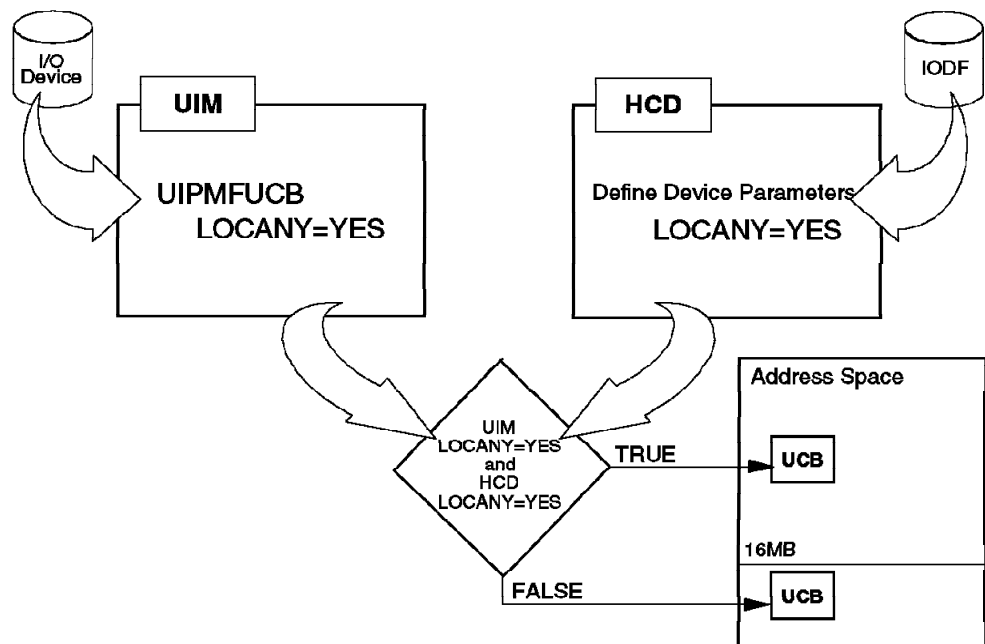 I/O
Device
IODF
UIM
HCD
UIPMFUCB
LOCANY=YES
Define Device Parameters
LOCANY=YES
Address Space
UIM
LOCANY=YES
and
HCD
LOCANY=YES
TRUE
UCB
16MB
FALSE
UCB